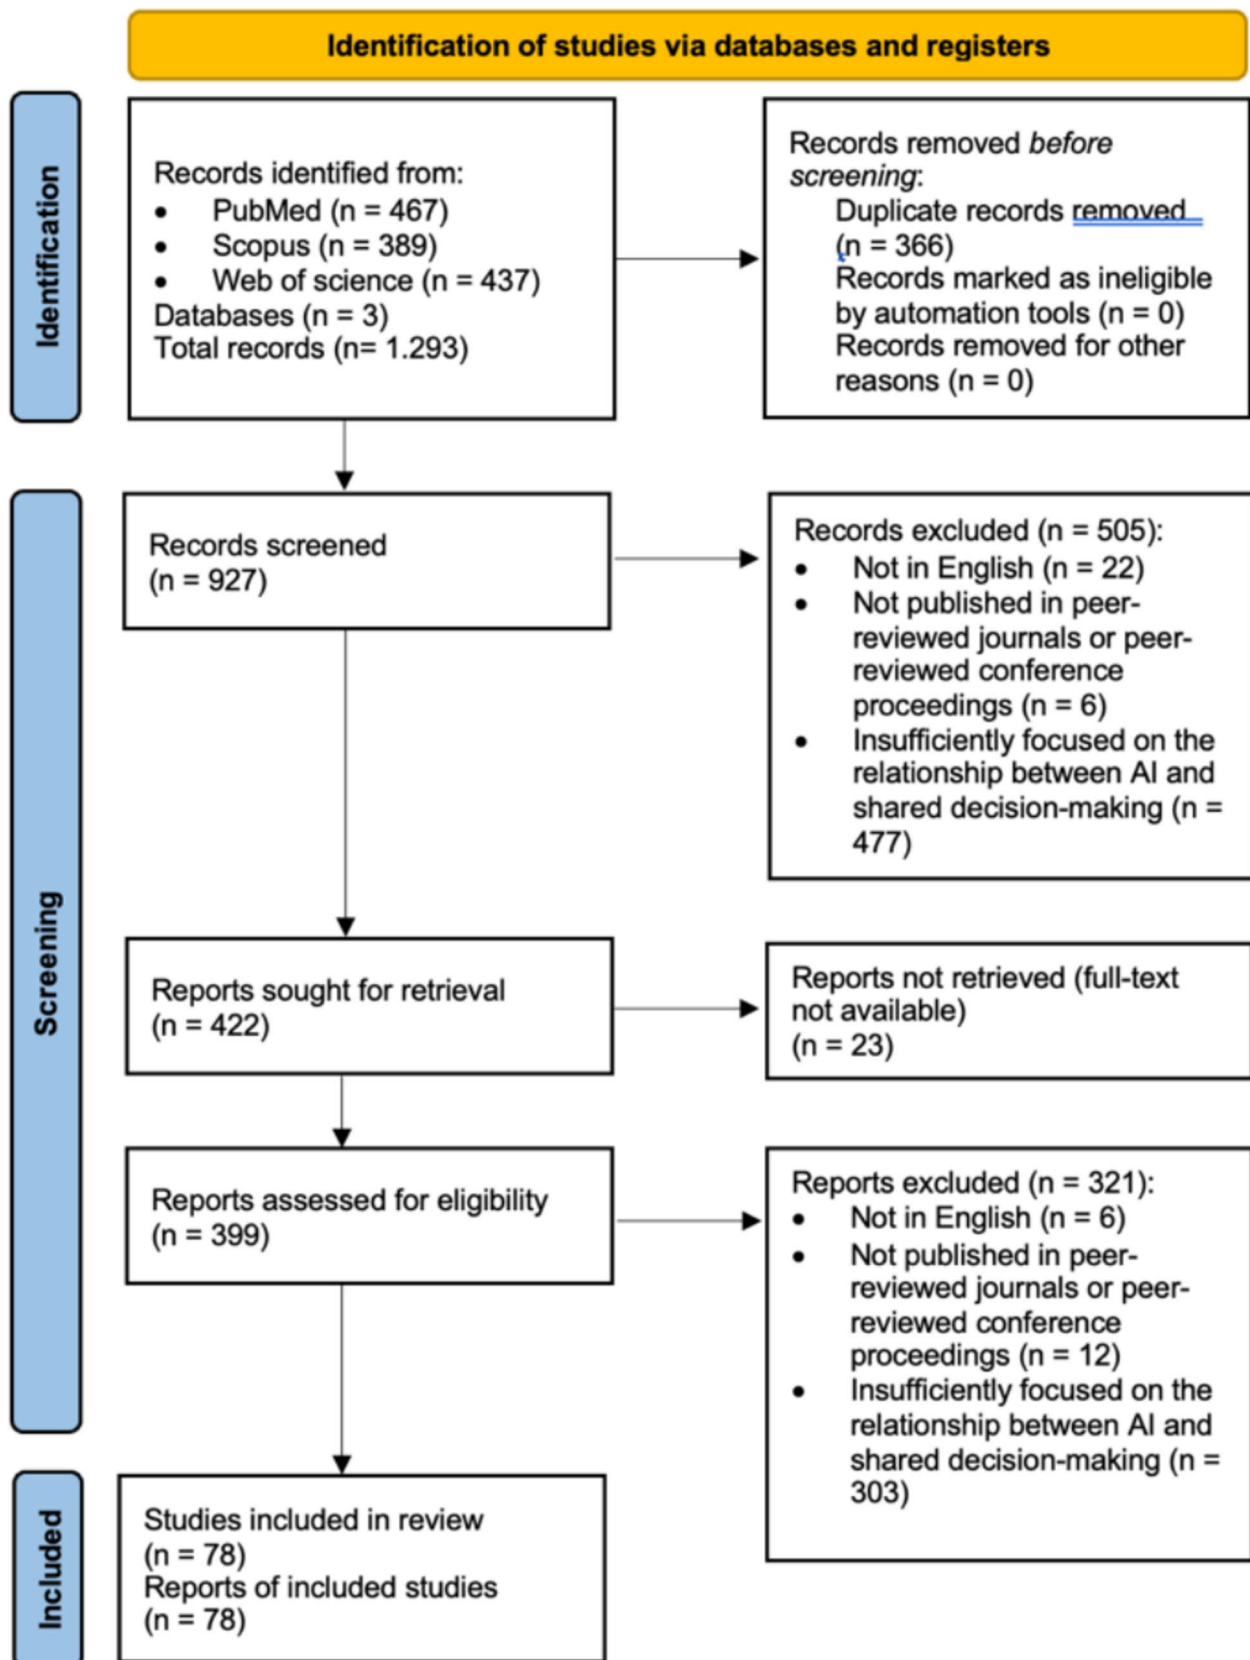 Identification of studies via databases and registers
Identification
Records identified from:
• PubMed (n = 467)
• Scopus (n = 389)
• Web of science (n = 437)
Databases (n = 3)
Total records (n= 1.293)
Records removed before
screening:
Duplicate records removed
(n = 366)
Records marked as ineligible
by automation tools (n = 0)
Records removed for other
reasons (n = 0)
Screening
Records screened
(n = 927)
Records excluded (n = 505):
• Not in English (n = 22)
• Not published in peer-
reviewed journals or peer-
reviewed conference
proceedings (n = 6)
• Insufficiently focused on the
relationship between AI and
shared decision-making (n =
477)
Reports sought for retrieval
(n = 422)
Reports not retrieved (full-text
not available)
(n = 23)
Reports assessed for eligibility
(n = 399)
Reports excluded (n = 321):
• Not in English (n = 6)
• Not published in peer-
reviewed journals or peer-
reviewed conference
proceedings (n = 12)
• Insufficiently focused on the
relationship between AI and
shared decision-making (n =
303)
Included
Studies included in review
(n = 78)
Reports of included studies
(n = 78)